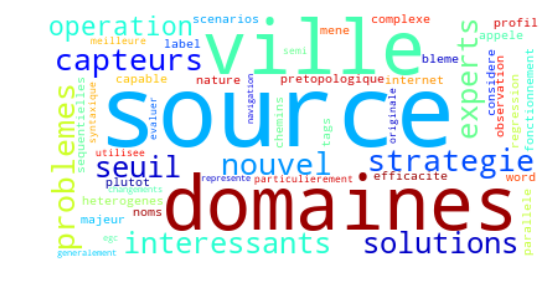 operation
scenarios
ville
mene
complexe
profil
appele
meilleure
label
semi
experts
capteurs
bleme
considere
observation
regression
fonctionnement
problemes
sequentielles
syntaxique
capable
nature
pretopologique
internet
source
evaluer
navigation
chemins
tags
originale
utilisee
seuil
nouvel
strategie
plutot
represente
particulierement
efficacite
word
changements
heterogenes
domaines
noms
majeur
parallele
egc
interessants
solutions
generalement